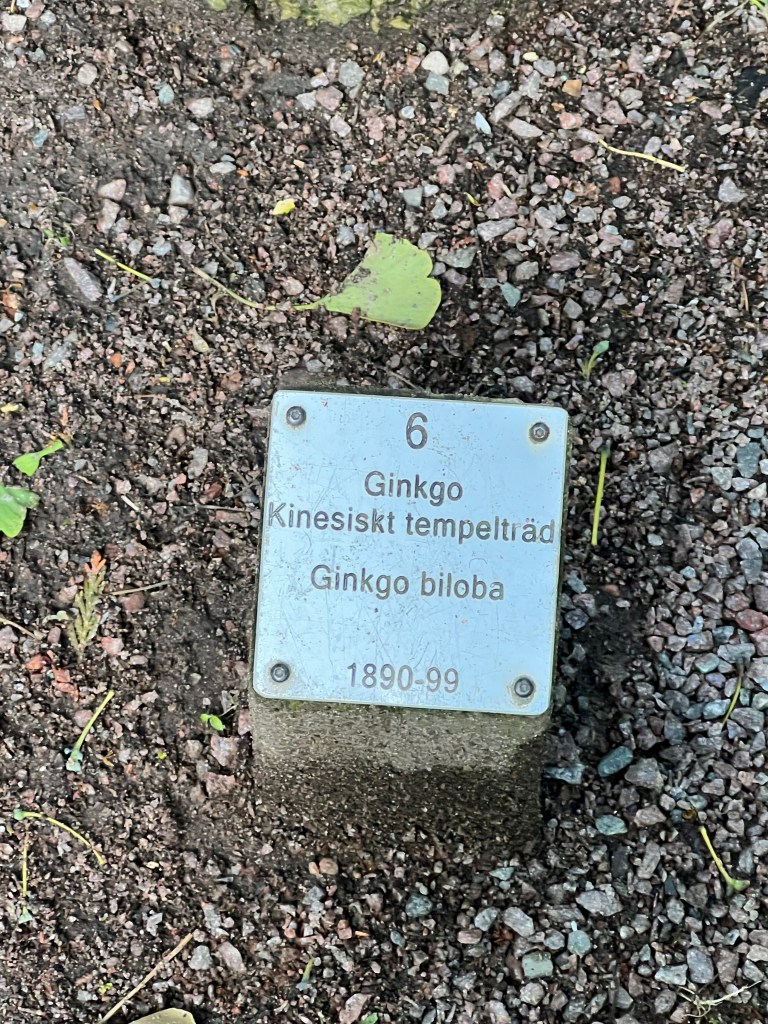 6
Ginkgo
Kinesiskt tempelträd
Ginkgo biloba
1890-99